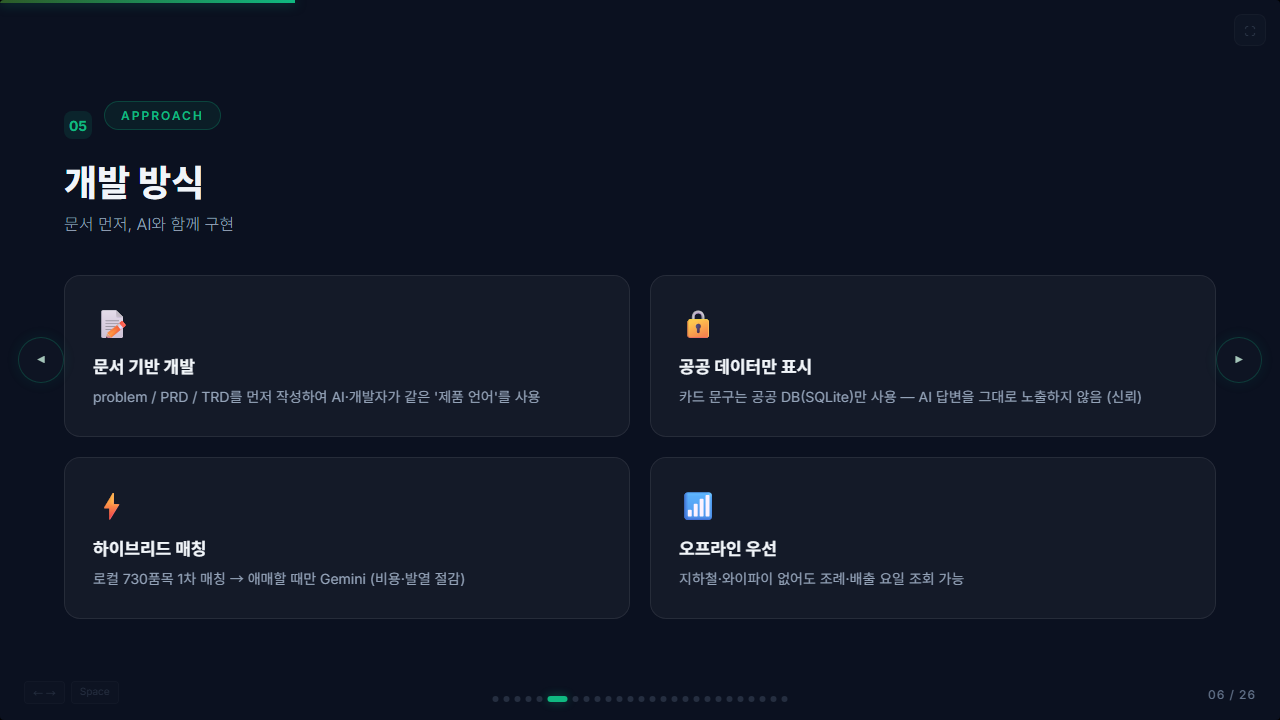 05
APPROACH
개발 방식
문서 먼저, AI와 함께 구현
문서 기반 개발
problem / PRD / TRD를 먼저 작성하여 AI·개발자가 같은 '제품 언어'를 사용
공공 데이터만 표시
카드 문구는 공공 DB(SQLite)만 사용 — AI 답변을 그대로 노출하지 않음 (신뢰)
하이브리드 매칭
로컬 730품목 1차 매칭 → 애매할 때만 Gemini (비용·발열 절감)
오프라인 우선
지하철·와이파이 없어도 조례·배출 요일 조회 가능
← → Space
06 / 26